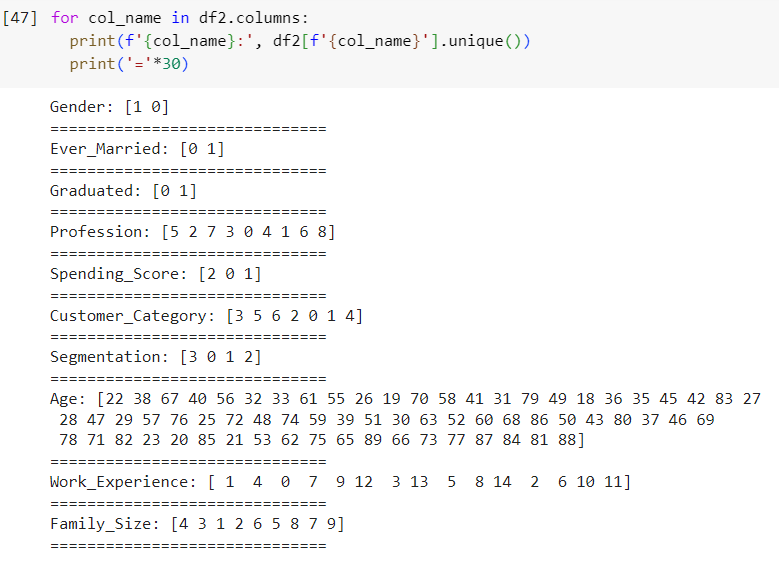 [47] for col_name in df2.columns:
print(f'{col_name}:', df2[f'{col_name}'].unique())
print('='*30)
Gender: [1 0]
==============================
Ever_Married: [0 1]
==============================
Graduated: [0 1]
==============================
Profession: [5 2 7 3 0 4 1 6 8]
==============================
Spending_Score: [2 0 1]
==============================
Customer_Category: [3 5 6 2 0 1 4]
==============================
Segmentation: [3 0 1 2]
==============================
Age: [22 38 67 40 56 32 33 61 55 26 19 70 58 41 31 79 49 18 36 35 45 42 83 27
28 47 29 57 76 25 72 48 74 59 39 51 30 63 52 60 68 86 50 43 80 37 46 69
78 71 82 23 20 85 21 53 62 75 65 89 66 73 77 87 84 81 88]
==============================
Work_Experience: [ 1  4  0  7  9 12  3 13  5  8 14  2  6 10 11]
==============================
Family_Size: [4 3 1 2 6 5 8 7 9]
==============================